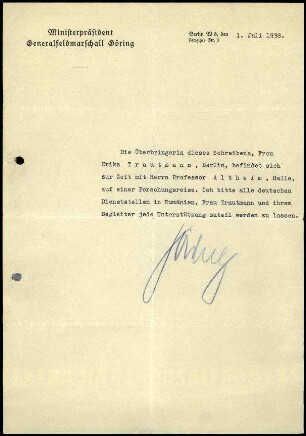 Ministerpräsident
Generalfeldmarschall Göring
Berlin W 8, den 1. Juli 1938.
Die Überbringerin dieses Schreibens, Frau
Erika Trautmann, Berlin, befindet sich
zur Zeit mit Herrn Professor Altheim, Halle,
auf einer Forschungsreise. Ich bitte alle deutschen
Dienststellen in Rumänien, Frau Trautmann und ihrem
Begleiter jede Unterstützung zuteil werden zu lassen.
Göring